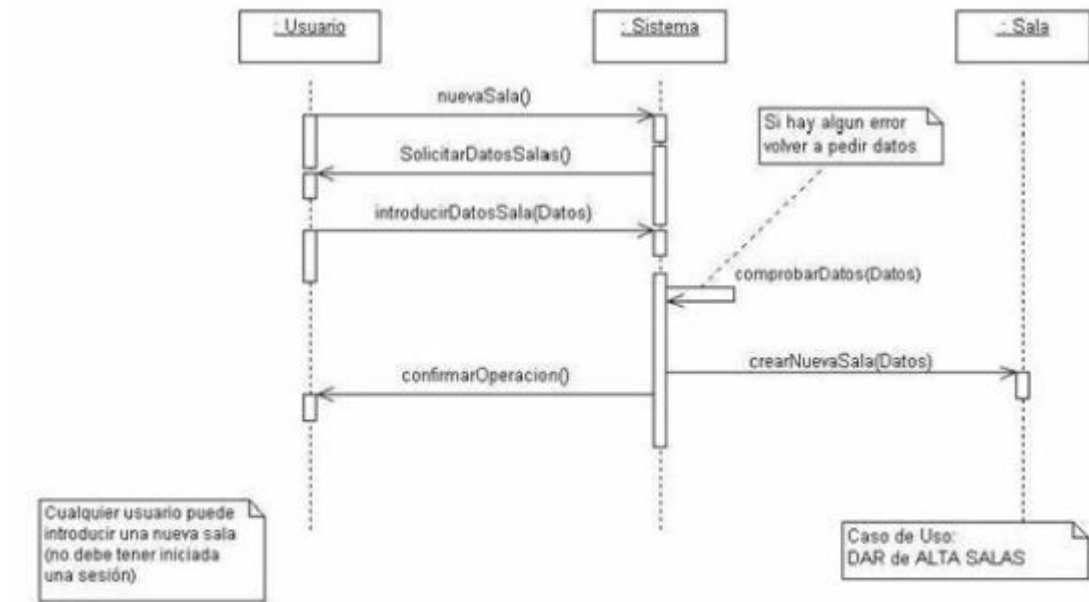 : Usuario
: Sistema
: Sala
nuevaSala()
Si hay algun error
volver a pedir datos
SolicitarDatosSalas()
introducirDatosSala(Datos)
comprobarDatos(Datos)
crearNuevaSala(Datos)
confirmarOperacion()
Cualquier usuario puede
introducir una nueva sala
(no debe tener iniciada
una sesión)
Caso de Uso:
DAR de ALTA SALAS